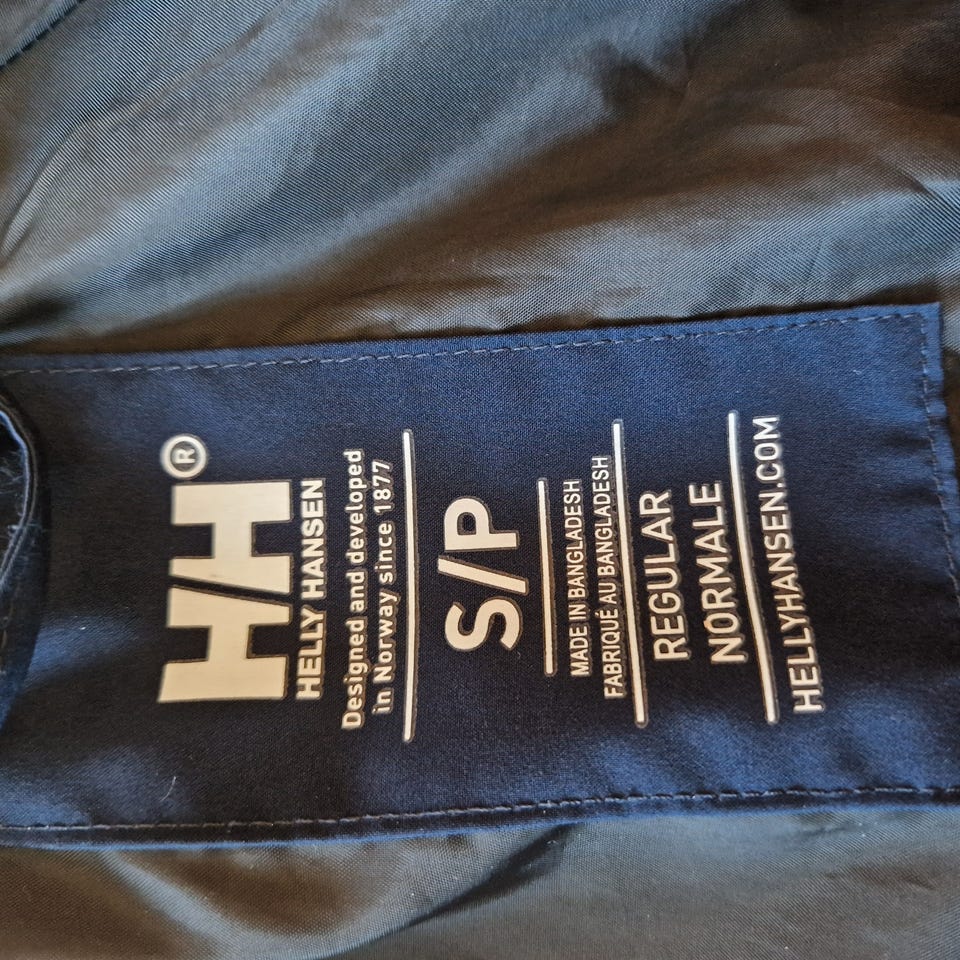 HH®
HELLY HANSEN
Designed and developed
in Norway since 1877
S/P
MADE IN BANGLADESH
FABRIQUÉ AU BANGLADESH
REGULAR
NORMALE
HELLYHANSEN.COM